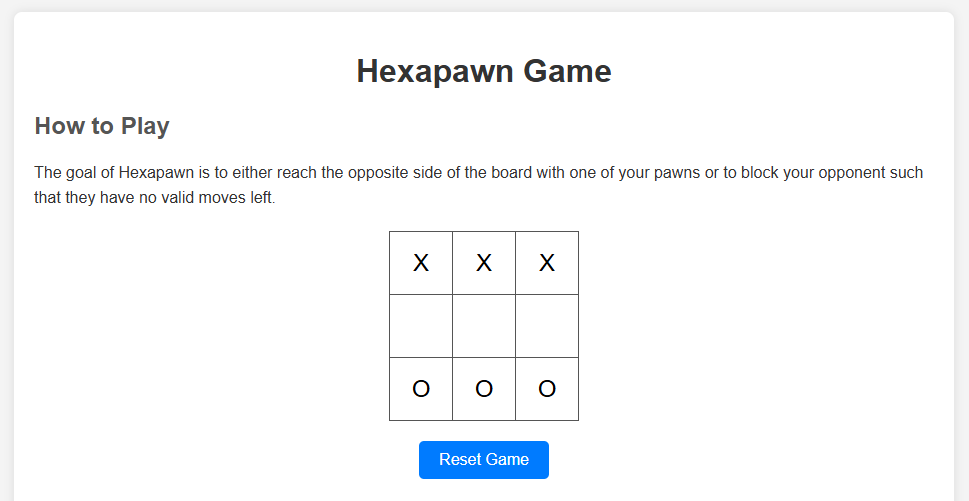 Hexapawn Game
How to Play
The goal of Hexapawn is to either reach the opposite side of the board with one of your pawns or to block your opponent such
that they have no valid moves left.
X X X
O O O
Reset Game